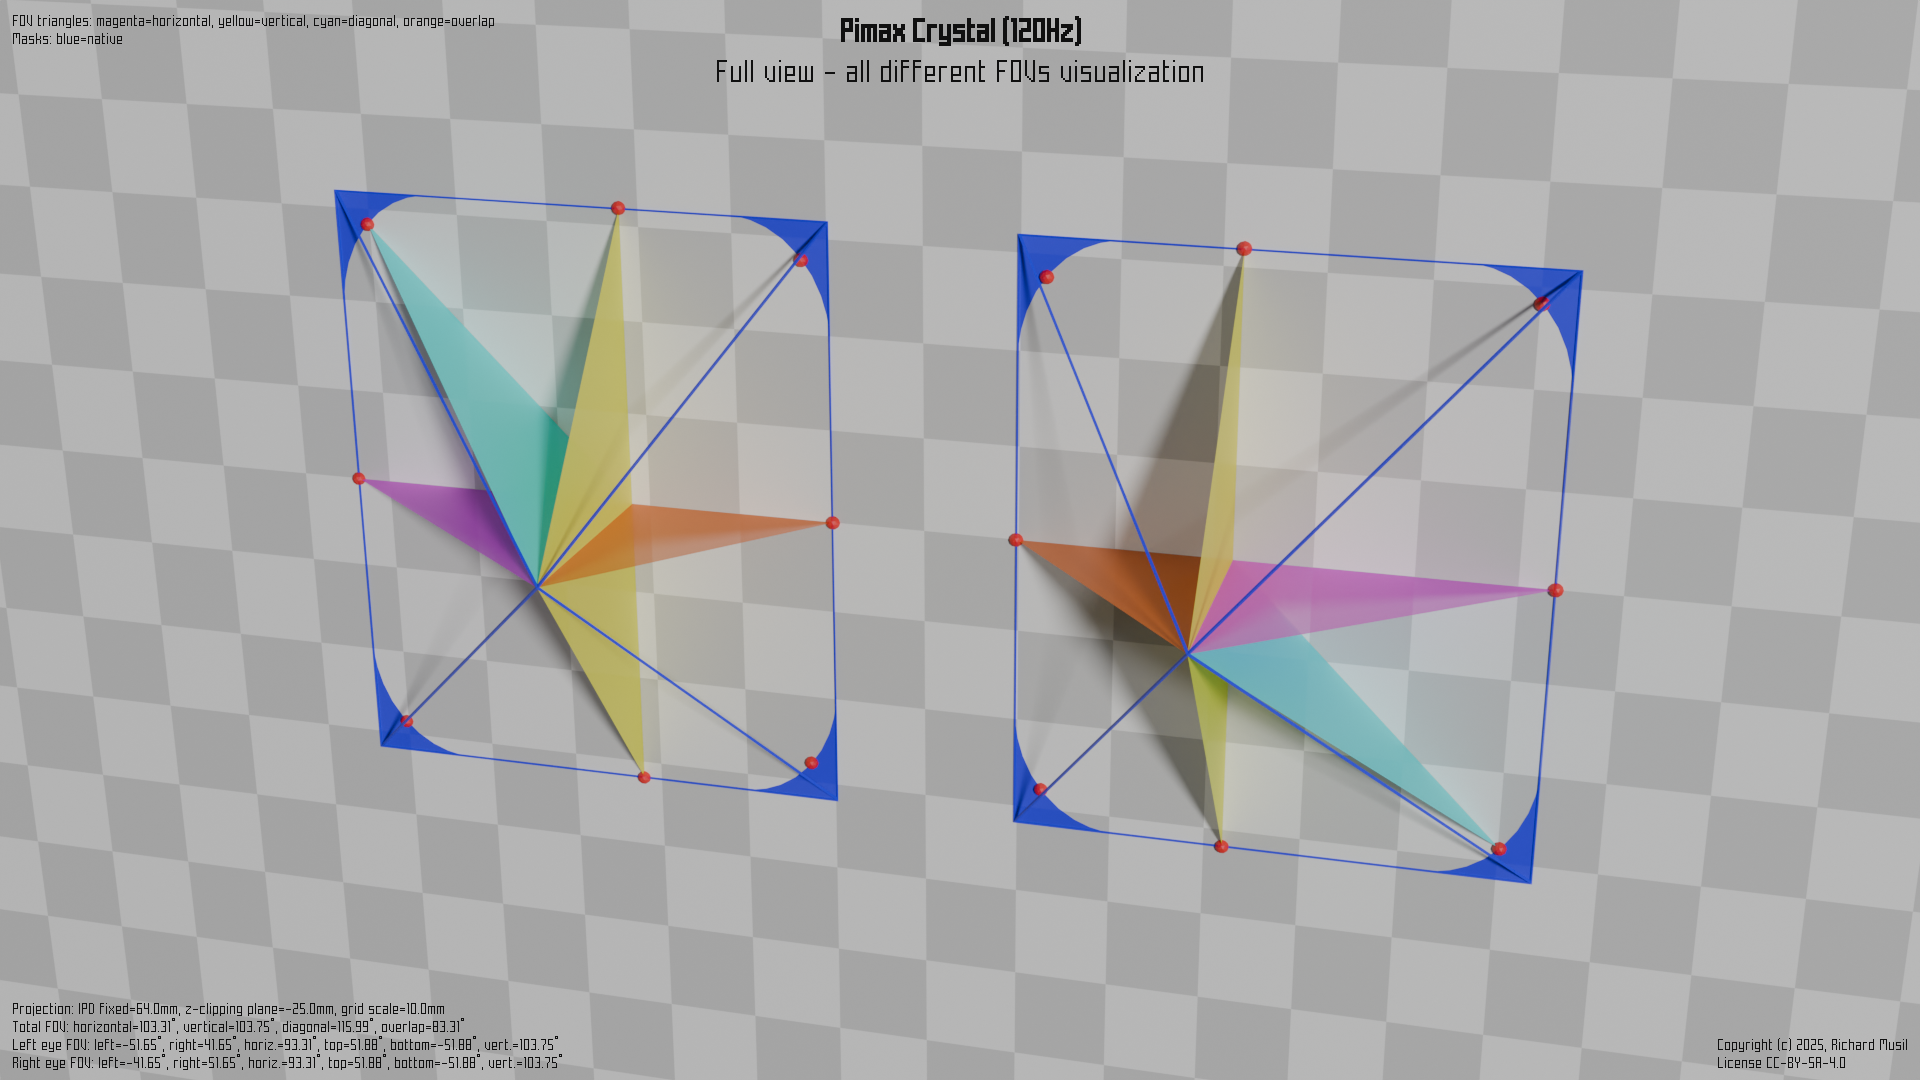 FOV triangles: magenta=horizontal, yellow=vertical, cyan=diagonal, orange=overlap
Masks: blue=native
Pimax Crystal (120Hz)
Full view - all different FOVs visualization
Projection: IPD fixed=64.0mm, z-clipping plane=-25.0mm, grid scale=10.0mm
Total FOV: horizontal=103.31°, vertical=103.75°, diagonal=115.99°, overlap=83.31°
Left eye FOV: left=-51.65°, right=41.65°, horiz.=93.31°, top=51.88°, bottom=-51.88°, vert.=103.75°
Right eye FOV: left=-41.65°, right=51.65°, horiz.=93.31°, top=51.88°, bottom=-51.88°, vert.=103.75°
Copyright (c) 2025, Richard Musil
License CC-BY-SA-4.0